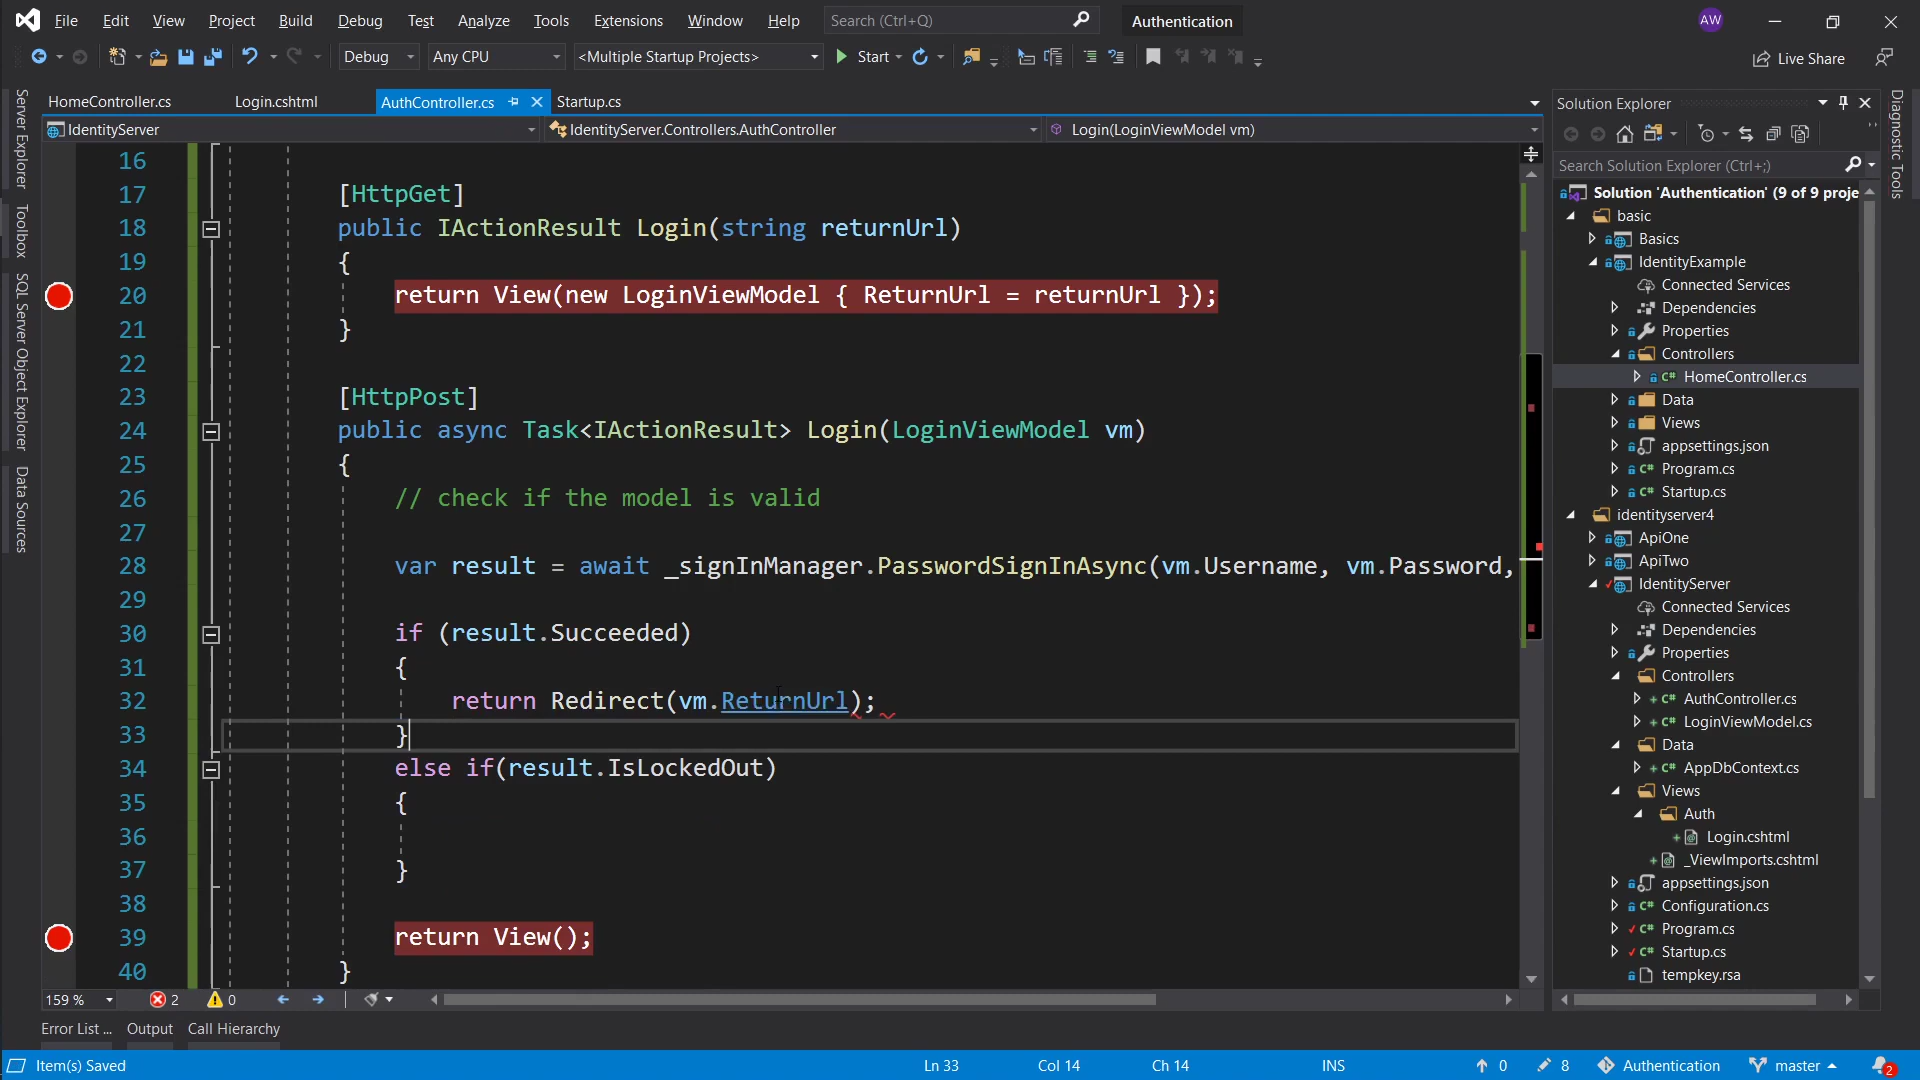 File Edit View Project Build Debug Test Analyze Tools Extensions Window Help Search (Ctrl+Q) Authentication AW
Debug Any CPU <Multiple Startup Projects> Start Live Share
HomeController.cs Login.cshtml AuthController.cs Startup.cs
IdentityServer IdentityServer.Controllers.AuthController Login(LoginViewModel vm)
Server Explorer
Toolbox
SQL Server Object Explorer
Data Sources
16
17 [HttpGet]
18 public IActionResult Login(string returnUrl)
19 {
20 return View(new LoginViewModel { ReturnUrl = returnUrl });
21 }
22
23 [HttpPost]
24 public async Task<IActionResult> Login(LoginViewModel vm)
25 {
26 // check if the model is valid
27
28 var result = await _signInManager.PasswordSignInAsync(vm.Username, vm.Password,
29
30 if (result.Succeeded)
31 {
32 return Redirect(vm.ReturnUrl);
33 }
34 else if(result.IsLockedOut)
35 {
36
37 }
38
39 return View();
40 }
159 % 2 0
Error List ... Output Call Hierarchy
Solution Explorer
Search Solution Explorer (Ctrl+;)
Solution 'Authentication' (9 of 9 proje
basic
Basics
IdentityExample
Connected Services
Dependencies
Properties
Controllers
C# HomeController.cs
Data
Views
appsettings.json
C# Program.cs
C# Startup.cs
identityserver4
ApiOne
ApiTwo
IdentityServer
Connected Services
Dependencies
Properties
Controllers
C# AuthController.cs
C# LoginViewModel.cs
Data
C# AppDbContext.cs
Views
Auth
Login.cshtml
_ViewImports.cshtml
appsettings.json
C# Configuration.cs
C# Program.cs
C# Startup.cs
tempkey.rsa
Diagnostic Tools
Item(s) Saved Ln 33 Col 14 Ch 14 INS 0 8 Authentication master 2